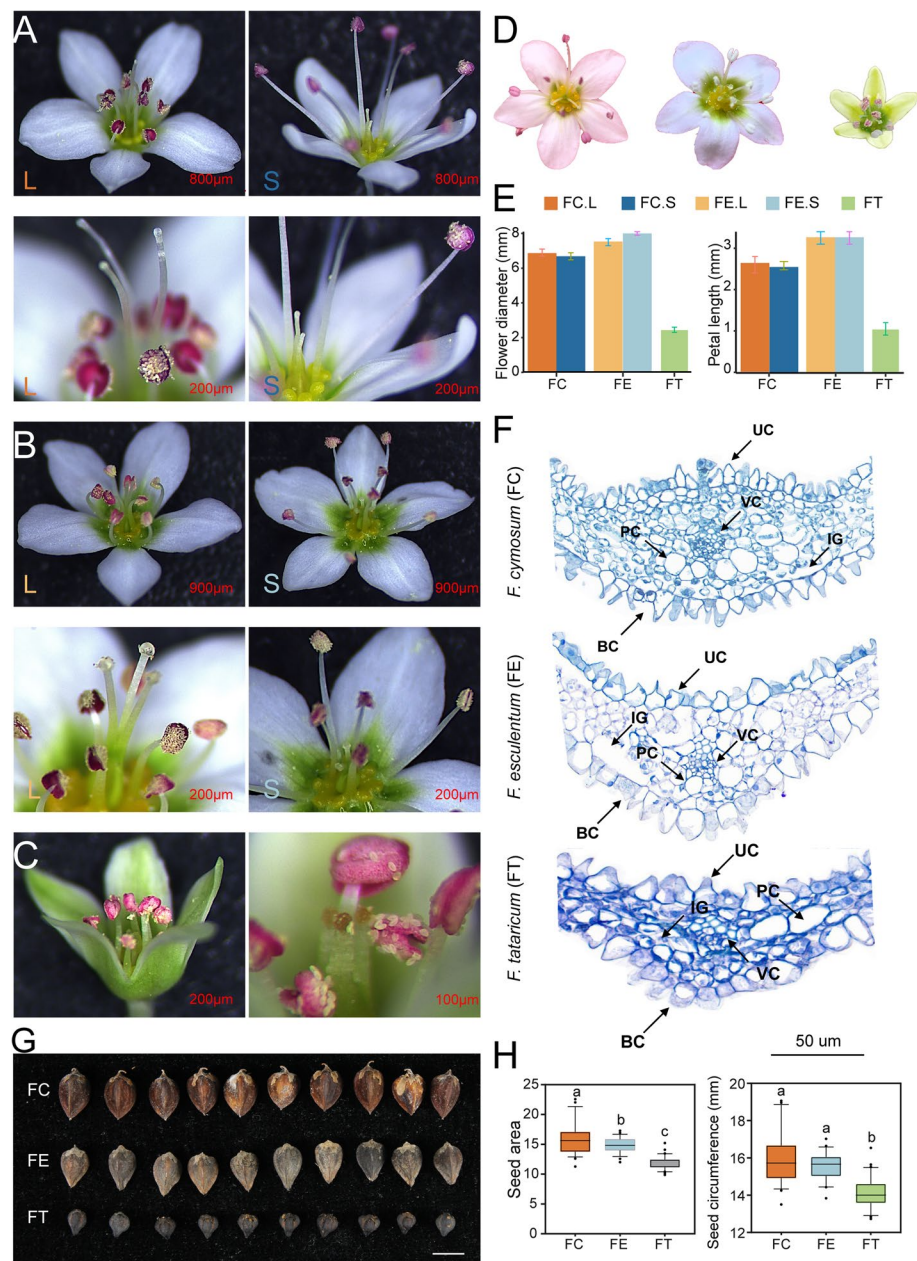 A
L
800μm
S
800μm
L
200μm
S
200μm
B
L
900μm
S
900μm
L
200μm
S
200μm
C
200μm
100μm
D
E
FC.L
FC.S
FE.L
FE.S
FT
Flower diameter (mm)
8
6
4
2
0
FC
FE
FT
Petal length (mm)
3
2
1
0
FC
FE
FT
F
F. cymosum (FC)
UC
VC
PC
IG
BC
F. esculentum (FE)
UC
IG
VC
PC
BC
F. tataricum (FT)
UC
PC
IG
VC
BC
50 um
G
FC
FE
FT
H
Seed area
25
20
15
10
5
0
a
b
c
FC
FE
FT
Seed circumference (mm)
20
18
16
14
12
a
a
b
FC
FE
FT